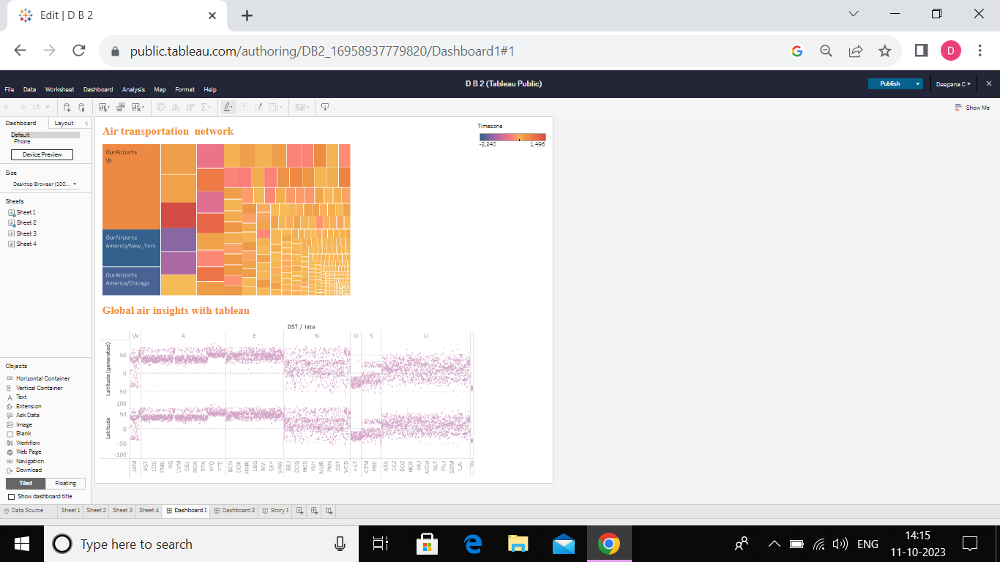 Edit | D B 2
public.tableau.com/authoring/DB2_16958937779820/Dashboard1#1
D
File Data Worksheet Dashboard Analysis Map Format Help
D B 2 (Tableau Public)
Publish
Deepana C
Show Me
Dashboard Layout
Default
Phone
Device Preview
Size
Desktop Browser (100...
Sheets
Sheet 1
Sheet 2
Sheet 3
Sheet 4
Objects
Horizontal Container
Vertical Container
Text
Extension
Ask Data
Image
Blank
Workflow
Web Page
Navigation
Download
Tiled Floating
Show dashboard title
Air transportation network
Timezone
-2,240 1,496
OurAirports
\N
OurAirports
America/New_York
OurAirports
America/Chicago
Global air insights with tableau
DST / Iata
\N A E N O S U
Latitude (generated)
50
0
-50
Latitude
100
50
0
-50
-100
Data Source Sheet 1 Sheet 2 Sheet 3 Sheet 4 Dashboard 1 Dashboard 2 Story 1
Type here to search
ENG
14:15
11-10-2023